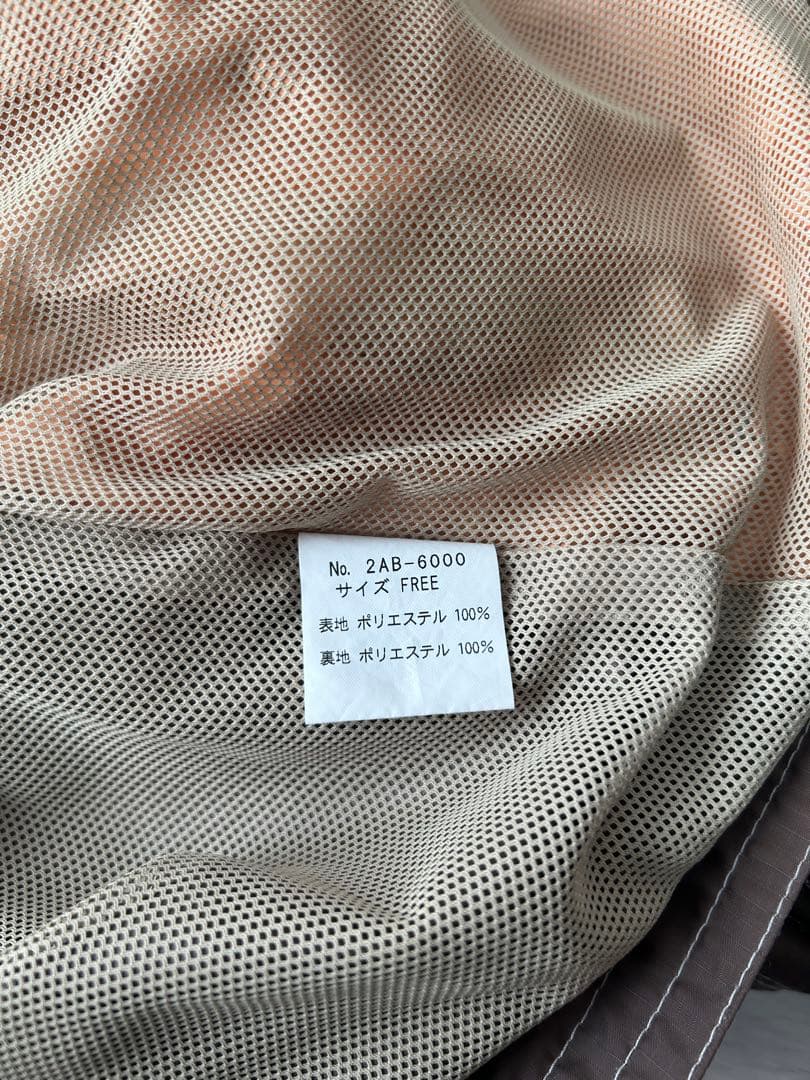 No. 2AB-6000
サイズ FREE
表地 ポリエステル 100%
裏地 ポリエステル 100%